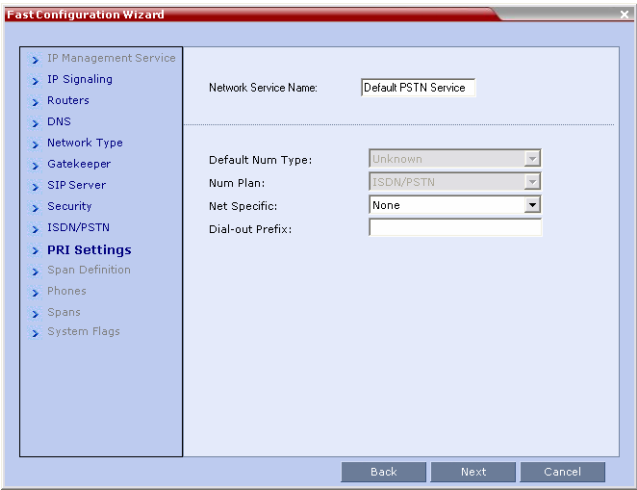 Fast Configuration Wizard
IP Management Service
IP Signaling
Routers
DNS
Network Type
Gatekeeper
SIP Server
Security
ISDN/PSTN
PRI Settings
Span Definition
Phones
Spans
System Flags
Network Service Name: Default PSTN Service
Default Num Type: Unknown
Num Plan: ISDN/PSTN
Net Specific: None
Dial-out Prefix:
Back Next Cancel